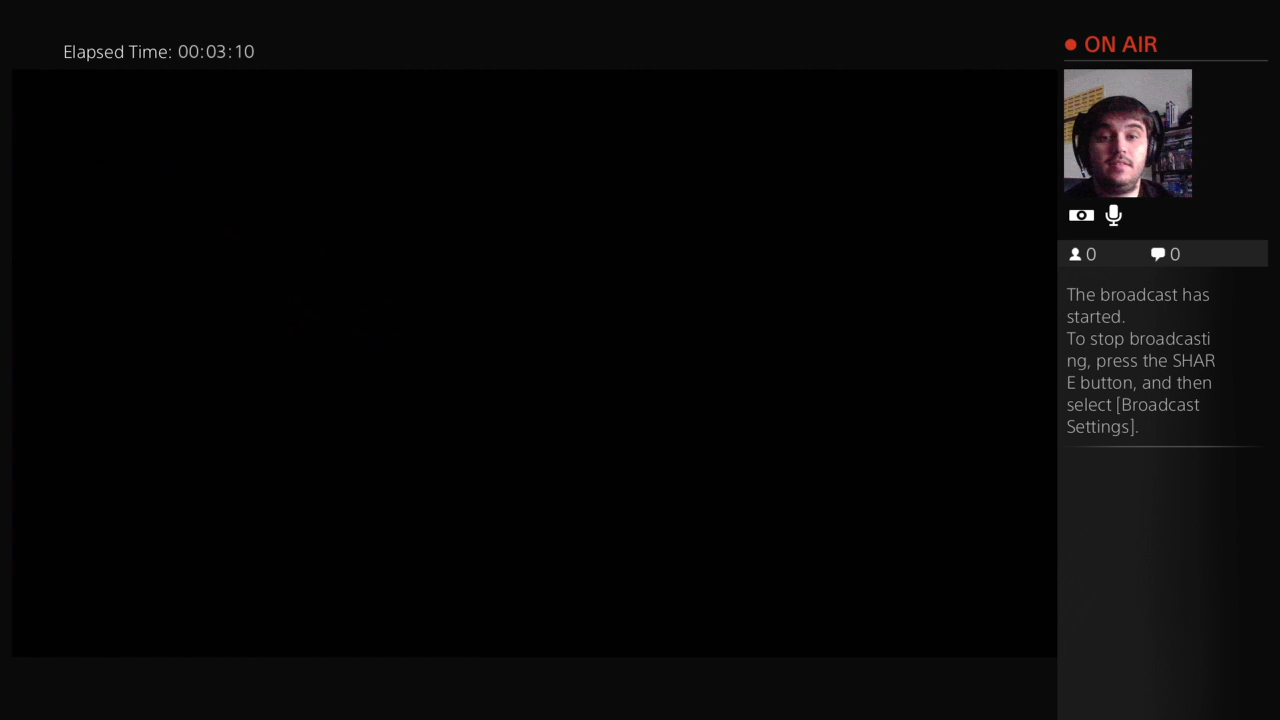 Elapsed Time: 00:03:10
ON AIR
0
0
The broadcast has
started.
To stop broadcasti
ng, press the SHAR
E button, and then
select [Broadcast
Settings].